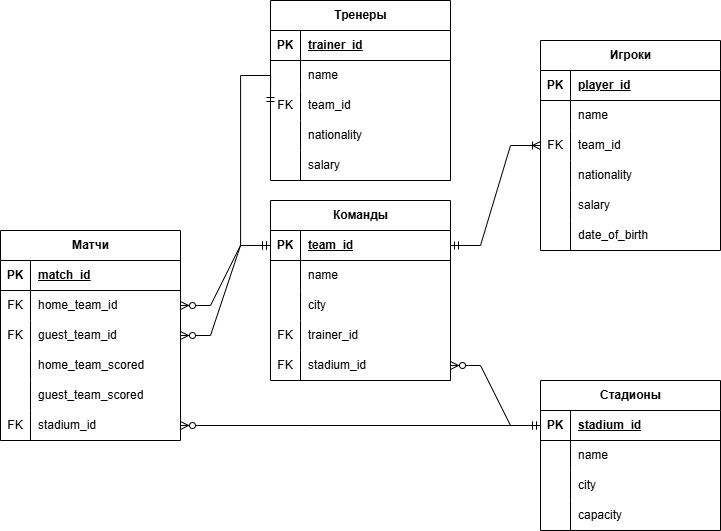 Тренеры
PK trainer_id
name
FK team_id
nationality
salary
Игроки
PK player_id
name
FK team_id
nationality
salary
date_of_birth
Команды
PK team_id
name
city
FK trainer_id
FK stadium_id
Матчи
PK match_id
FK home_team_id
FK guest_team_id
home_team_scored
guest_team_scored
FK stadium_id
Стадионы
PK stadium_id
name
city
capacity